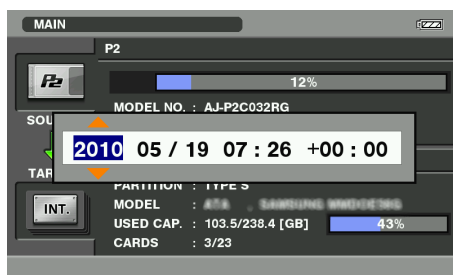 MAIN
P2
P2
12%
MODEL NO. : AJ-P2C032RG
SOU
2010 05 / 19 07 : 26 +00 : 00
TAR
PARTITION : TYPE S
INT.
MODEL :
USED CAP. : 103.5/238.4 [GB] 43%
CARDS : 3/23